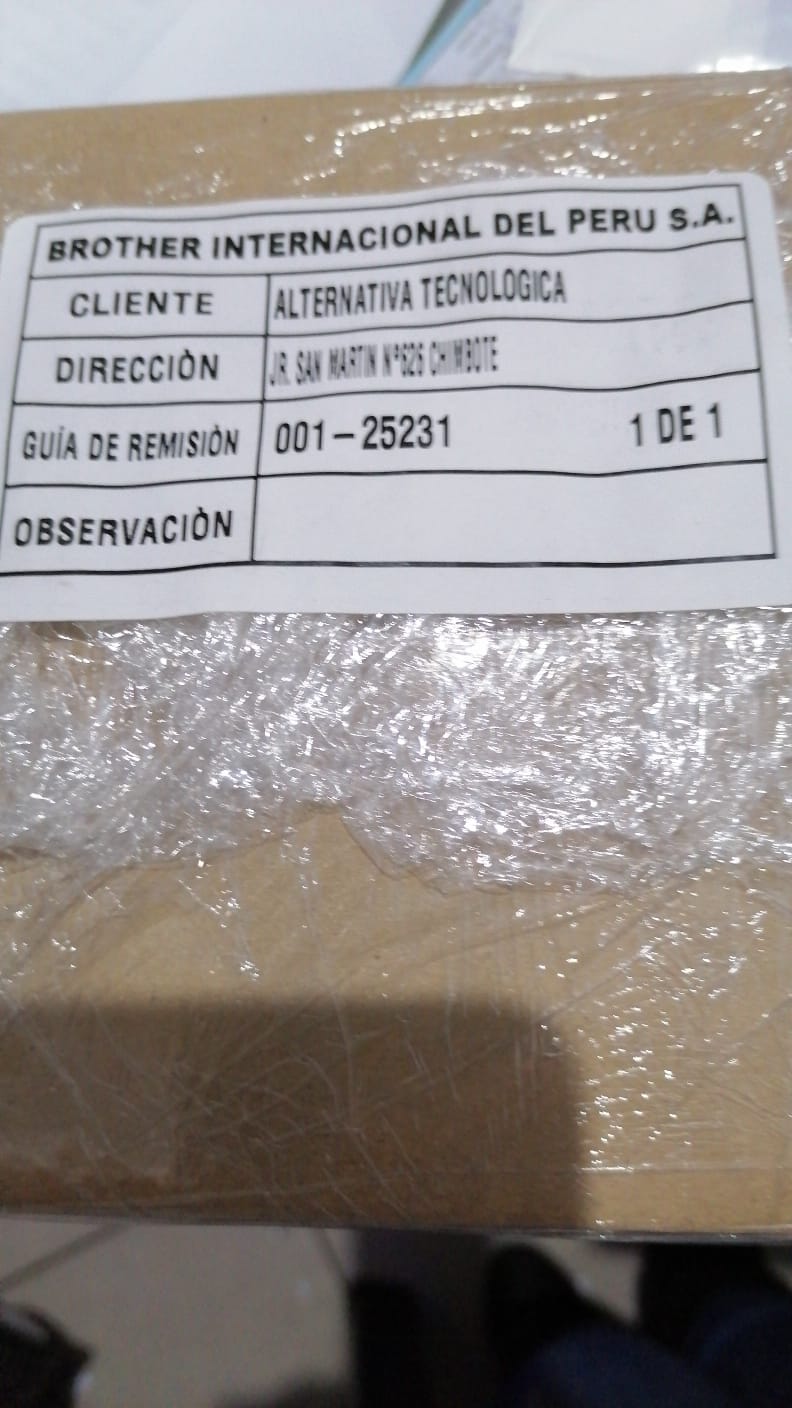 BROTHER INTERNACIONAL DEL PERU S.A.
CLIENTE ALTERNATIVA TECNOLOGICA
DIRECCIÒN JR. SAN MARTIN Nº626 CHIMBOTE
GUÍA DE REMISIÒN 001-25231 1 DE 1
OBSERVACIÒN